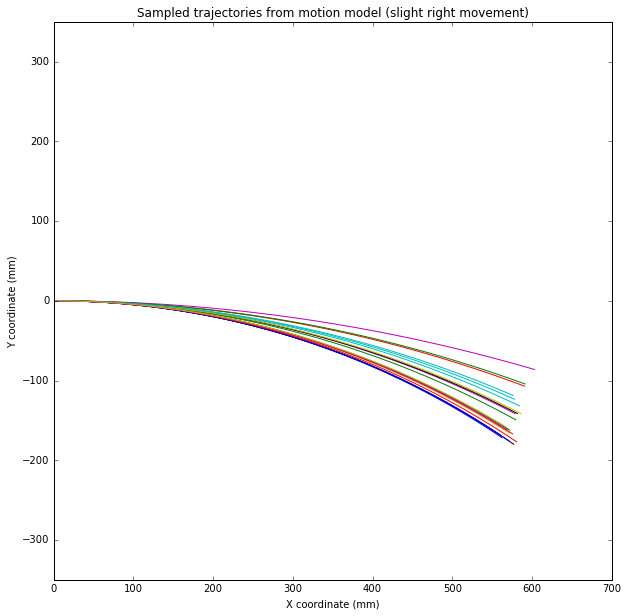 Sampled trajectories from motion model (slight right movement)
300
200
100
0
−100
−200
−300
Y coordinate (mm)
0 100 200 300 400 500 600 700
X coordinate (mm)